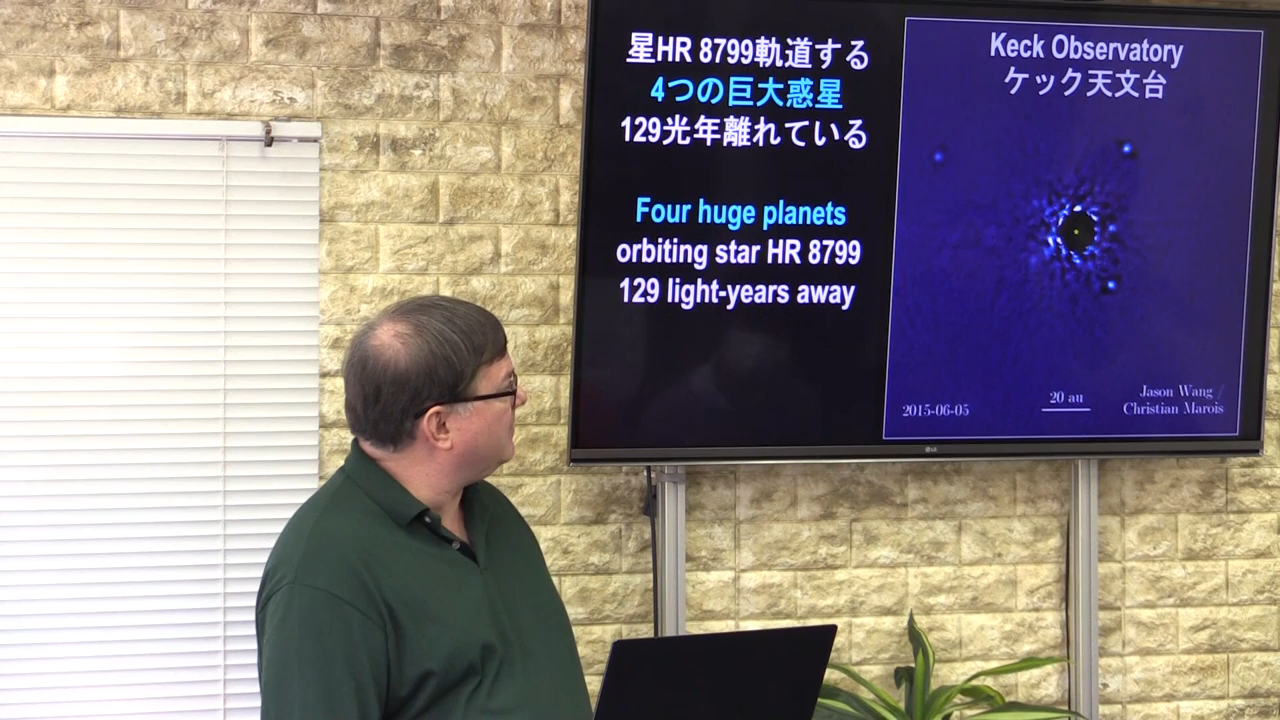 星HR 8799軌道する
4つの巨大惑星
129光年離れている
Four huge planets
orbiting star HR 8799
129 light-years away
Keck Observatory
ケック天文台
2015-06-05
20 au
Jason Wang /
Christian Marois
LG